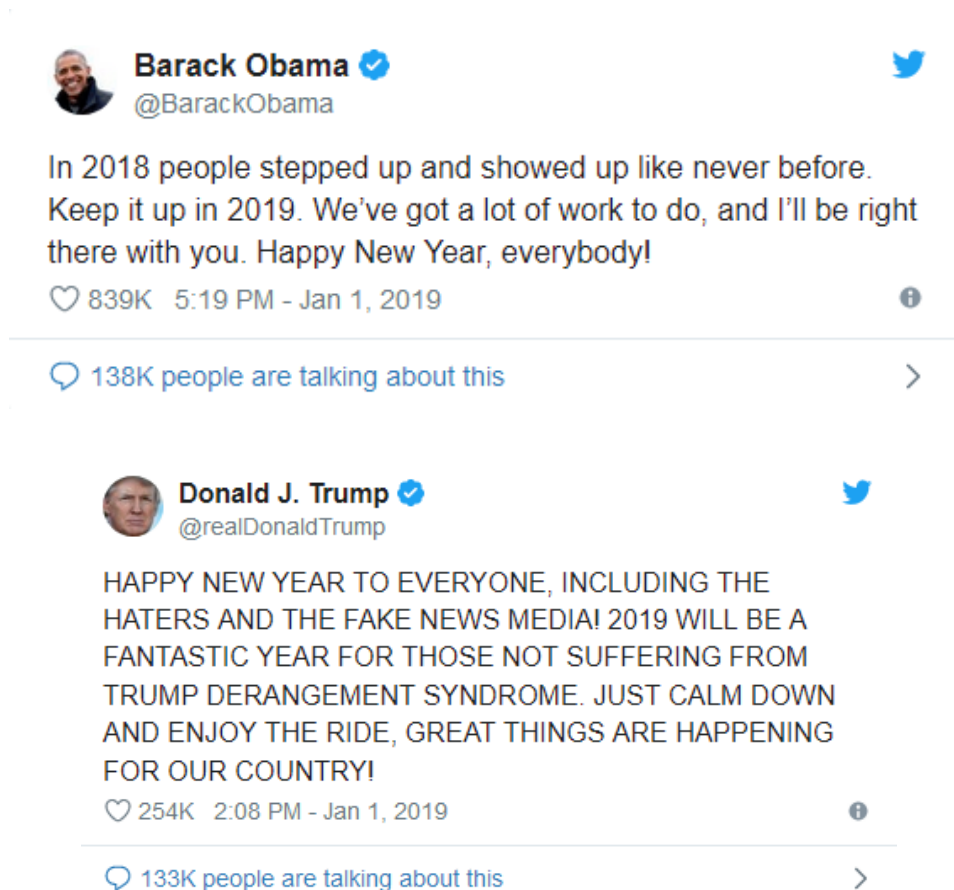 Barack Obama
@BarackObama
In 2018 people stepped up and showed up like never before.
Keep it up in 2019. We've got a lot of work to do, and I'll be right
there with you. Happy New Year, everybody!
839K 5:19 PM - Jan 1, 2019
138K people are talking about this
Donald J. Trump
@realDonaldTrump
HAPPY NEW YEAR TO EVERYONE, INCLUDING THE
HATERS AND THE FAKE NEWS MEDIA! 2019 WILL BE A
FANTASTIC YEAR FOR THOSE NOT SUFFERING FROM
TRUMP DERANGEMENT SYNDROME. JUST CALM DOWN
AND ENJOY THE RIDE, GREAT THINGS ARE HAPPENING
FOR OUR COUNTRY!
254K 2:08 PM - Jan 1, 2019
133K people are talking about this